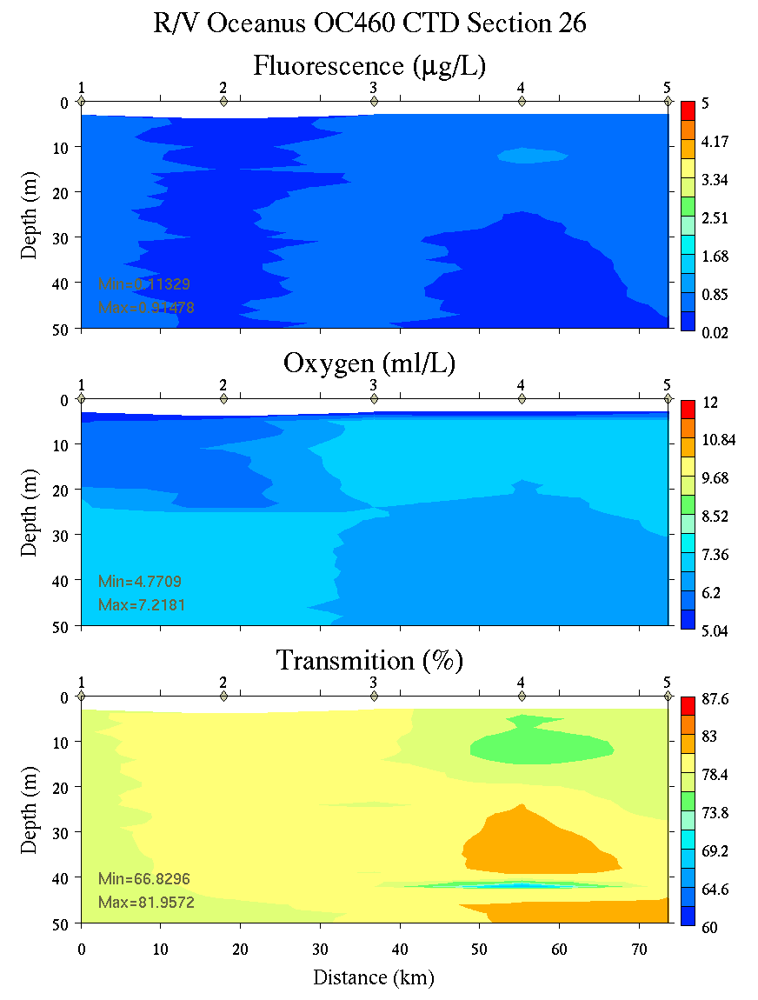 R/V Oceanus OC460 CTD Section 26
Fluorescence (µg/L)
1 2 3 4 5
0
10
20
30
40
50
Depth (m)
Min=0.11329
Max=0.91478
5
4.17
3.34
2.51
1.68
0.85
0.02
Oxygen (ml/L)
1 2 3 4 5
0
10
20
30
40
50
Depth (m)
Min=4.7709
Max=7.2181
12
10.84
9.68
8.52
7.36
6.2
5.04
Transmition (%)
1 2 3 4 5
0
10
20
30
40
50
Depth (m)
Min=66.8296
Max=81.9572
87.6
83
78.4
73.8
69.2
64.6
60
0 10 20 30 40 50 60 70
Distance (km)